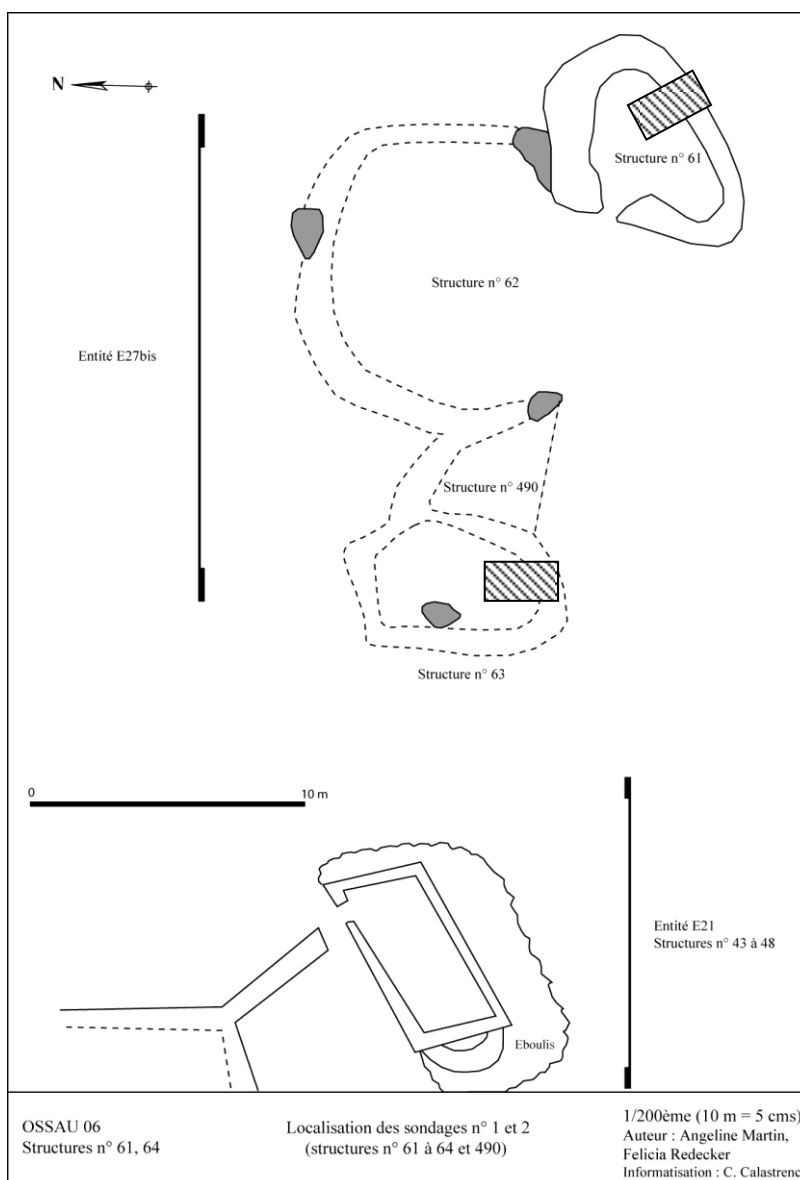 N
Structure n° 61
Structure n° 62
Entité E27bis
Structure n° 490
Structure n° 63
0
10 m
Entité E21
Structures n° 43 à 48
Eboulis
OSSAU 06
Structures n° 61, 64
Localisation des sondages n° 1 et 2
(structures n° 61 à 64 et 490)
1/200ème (10 m = 5 cms)
Auteur : Angeline Martin,
Felicia Redecker
Informatisation : C. Calastrenc